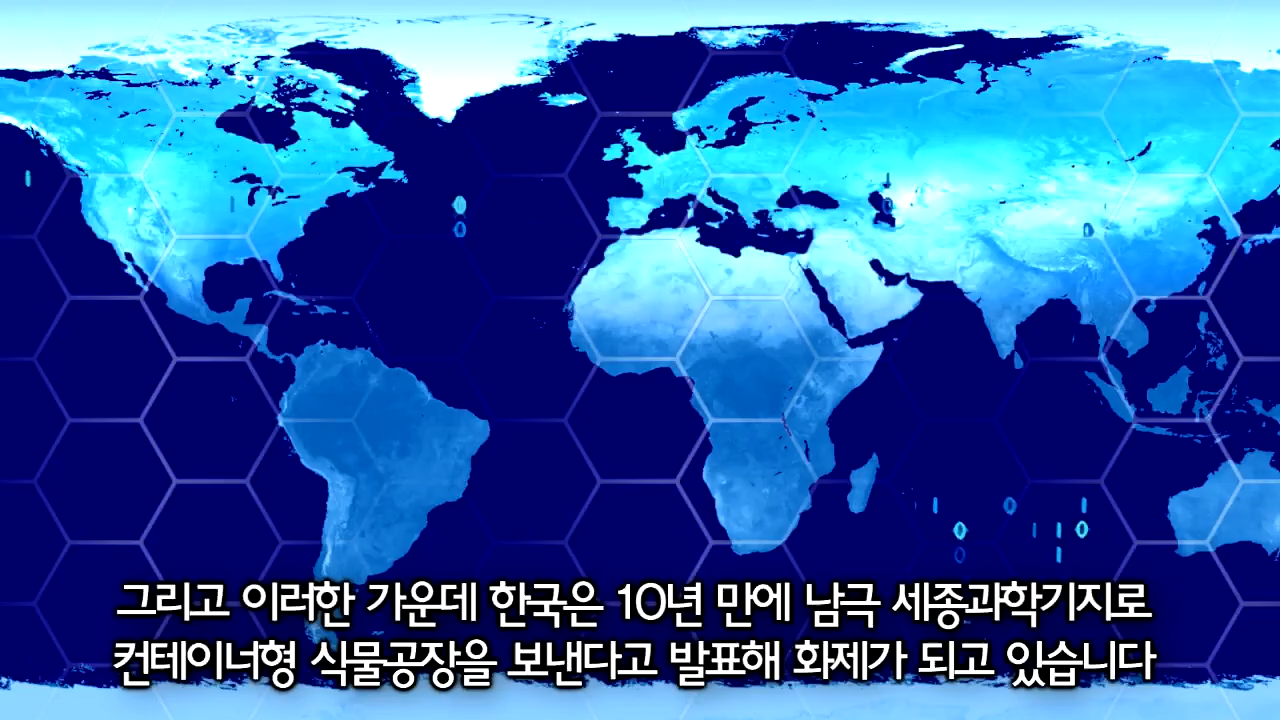 그리고 이러한 가운데 한국은 10년 만에 남극 세종과학기지로
컨테이너형 식물공장을 보낸다고 발표해 화제가 되고 있습니다